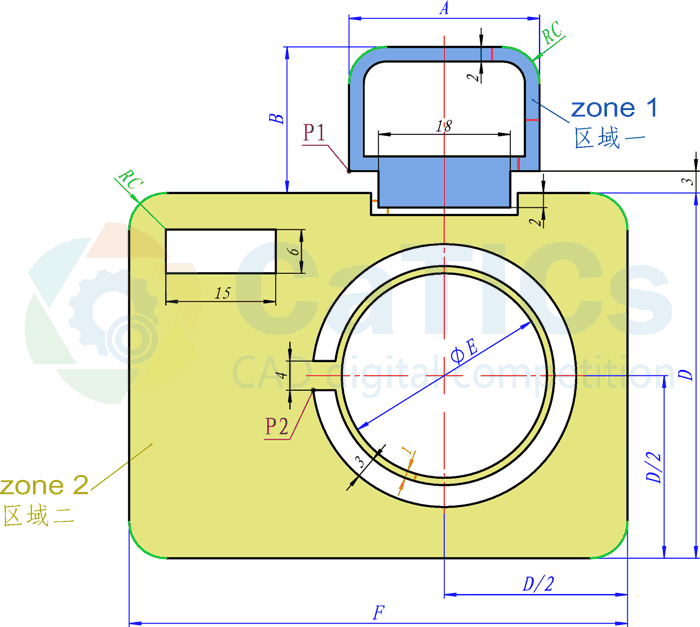 A
RC
2
zone 1
区域一
B
18
P1
3
RC
2
6
15
CaTICs
CAD digital competition
ΦE
4
D
P2
1
3
D/2
zone 2
区域二
D/2
F